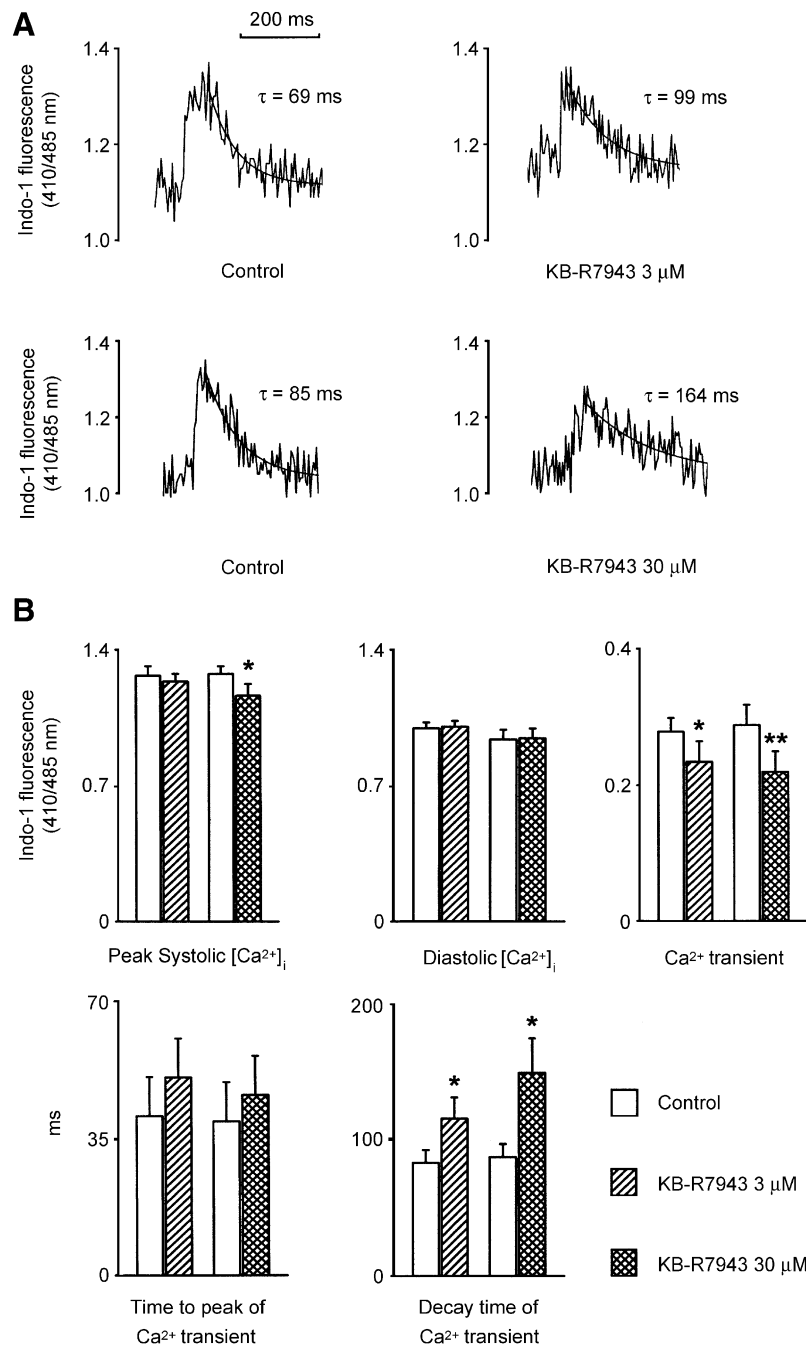 A
200 ms
Indo-1 fluorescence
(410/485 nm)
1.4
1.2
1.0
τ = 69 ms
Control
1.4
1.2
1.0
τ = 99 ms
KB-R7943 3 μM
Indo-1 fluorescence
(410/485 nm)
1.4
1.2
1.0
τ = 85 ms
Control
1.4
1.2
1.0
τ = 164 ms
KB-R7943 30 μM
B
Indo-1 fluorescence
(410/485 nm)
1.4
0.7
0
*
Peak Systolic [Ca²⁺]ᵢ
1.4
0.7
0
Diastolic [Ca²⁺]ᵢ
0.4
0.2
0
*
**
Ca²⁺ transient
ms
70
35
0
Time to peak of
Ca²⁺ transient
200
100
0
*
*
Decay time of
Ca²⁺ transient
Control
KB-R7943 3 μM
KB-R7943 30 μM